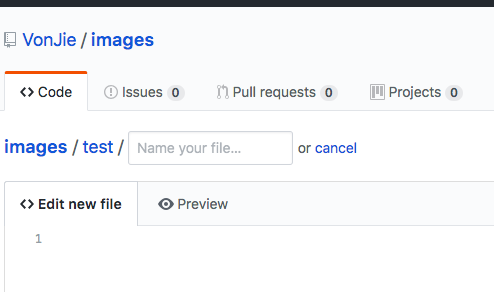 VonJie / images
Code Issues 0 Pull requests 0 Projects 0
images / test / Name your file... or cancel
Edit new file Preview
1